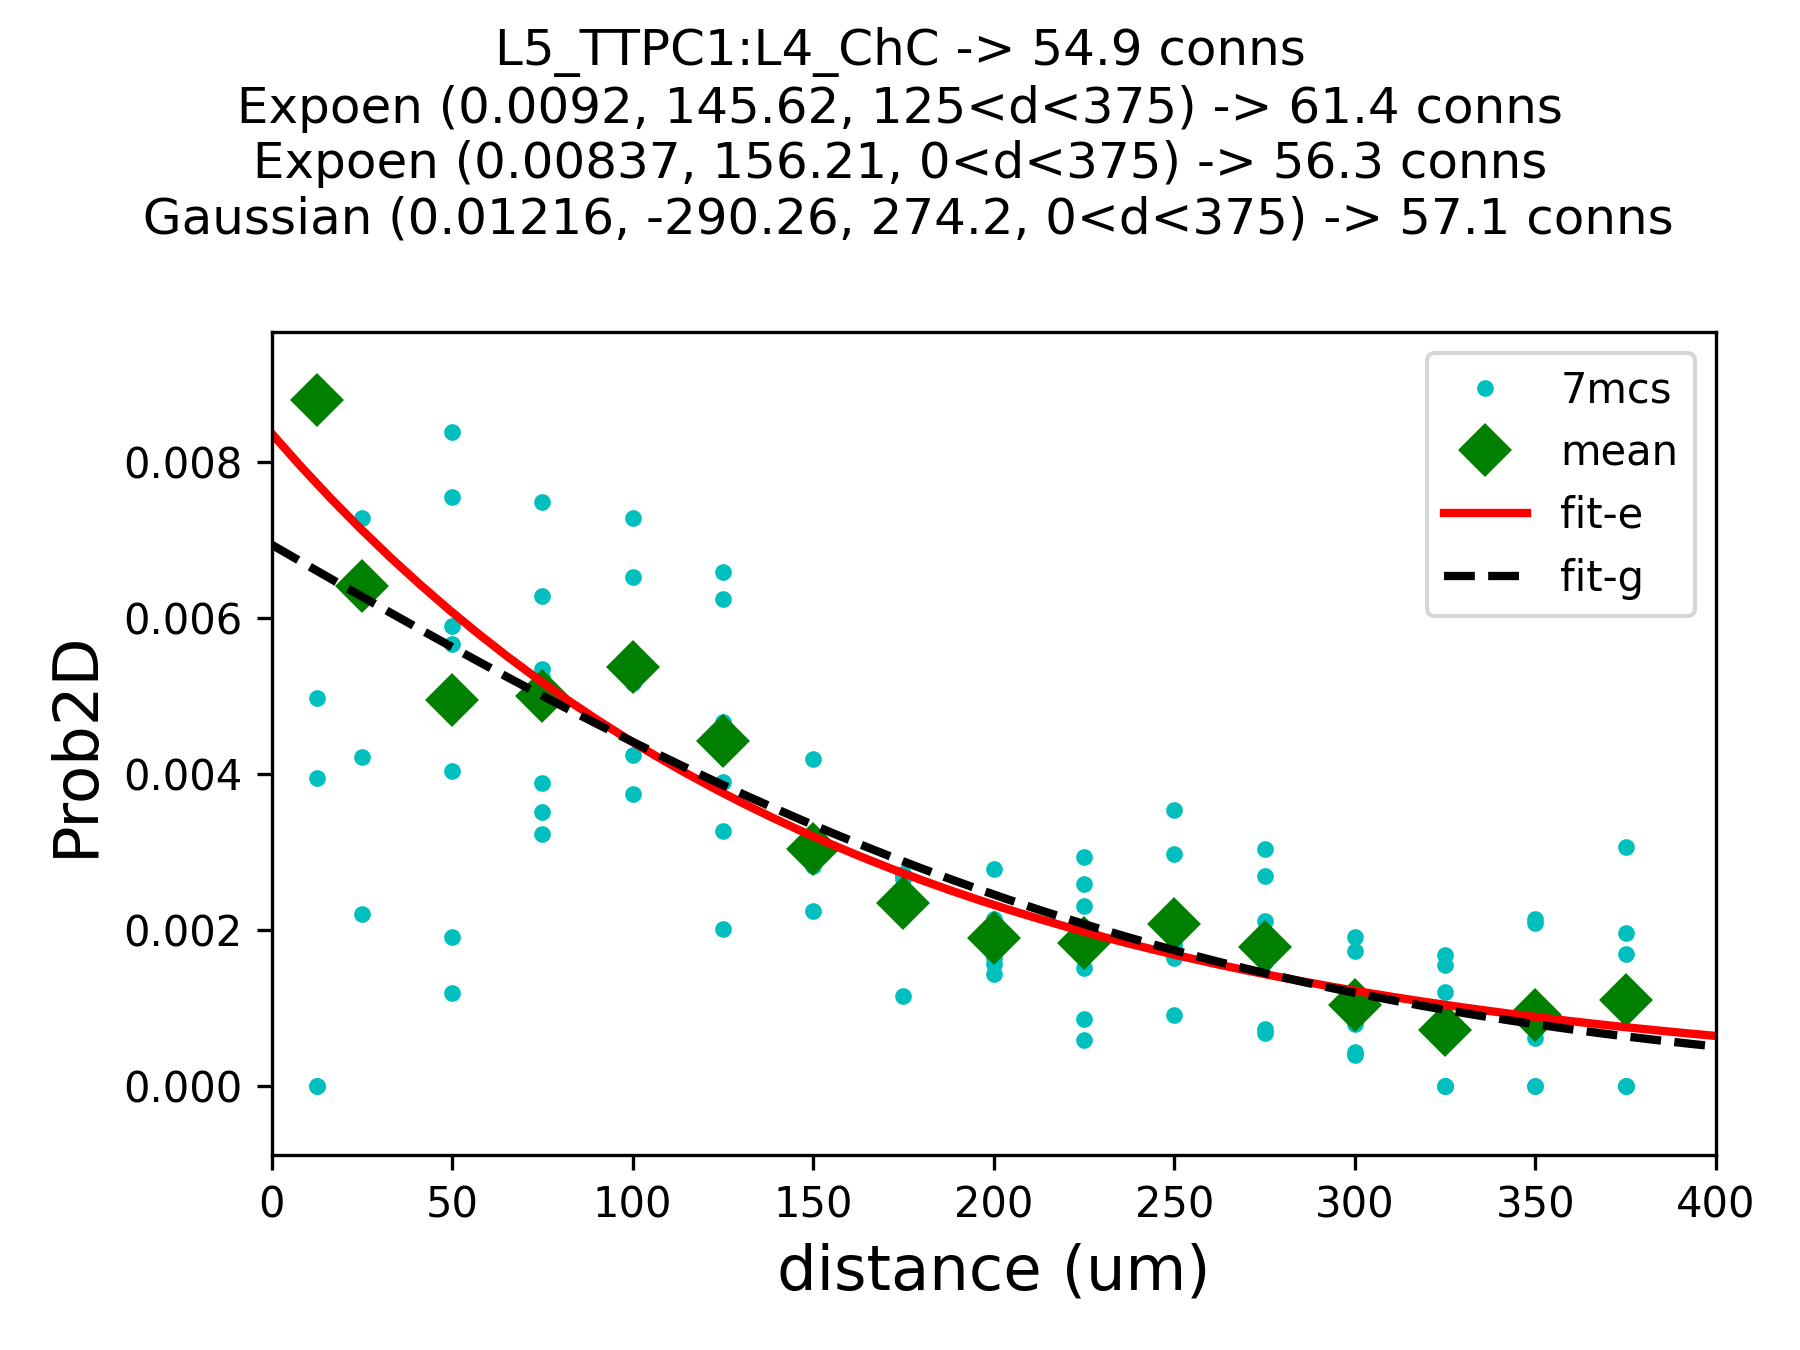 L5_TTPC1:L4_ChC -> 54.9 conns
Expoen (0.0092, 145.62, 125<d<375) -> 61.4 conns
Expoen (0.00837, 156.21, 0<d<375) -> 56.3 conns
Gaussian (0.01216, -290.26, 274.2, 0<d<375) -> 57.1 conns
7mcs
mean
fit-e
fit-g
Prob2D
0.008
0.006
0.004
0.002
0.000
0 50 100 150 200 250 300 350 400
distance (um)